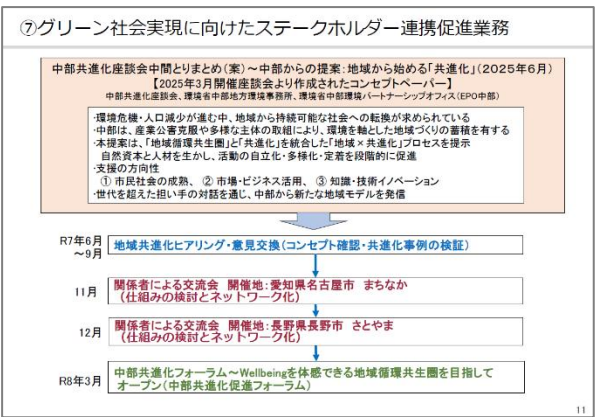 ⑦グリーン社会実現に向けたステークホルダー連携促進業務
中部共進化座談会中間とりまとめ(案)～中部からの提案:地域から始める「共進化」(2025年6月)
【2025年3月開催座談会より作成されたコンセプトペーパー】
中部共進化座談会、環境省中部地方環境事務所、環境省中部環境パートナーシップオフィス(EPO中部)
・環境危機・人口減少が進む中、地域から持続可能な社会への転換が求められている
・中部は、産業公害克服や多様な主体の取組により、環境を軸とした地域づくりの蓄積を有する
・本提案は、「地域循環共生圏」と「共進化」を統合した「地域×共進化」プロセスを提示
自然資本と人材を生かし、活動の自立化・多様化・定着を段階的に促進
・支援の方向性
① 市民社会の成熟、 ② 市場・ビジネス活用、 ③ 知識・技術イノベーション
・世代を超えた担い手の対話を通じ、中部から新たな地域モデルを発信
R7年6月
～9月
地域共進化ヒアリング・意見交換(コンセプト確認・共進化事例の検証)
11月
関係者による交流会 開催地:愛知県名古屋市 まちなか
(仕組みの検討とネットワーク化)
12月
関係者による交流会 開催地:長野県長野市 さとやま
(仕組みの検討とネットワーク化)
R8年3月
中部共進化フォーラム～Wellbeingを体感できる地域循環共生圏を目指して
オープン(中部共進化促進フォーラム)
11